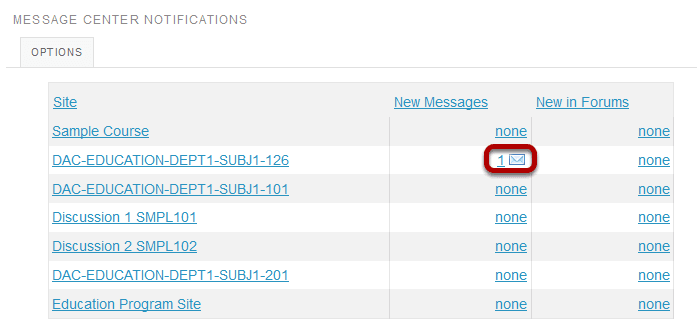 MESSAGE CENTER NOTIFICATIONS
OPTIONS
Site New Messages New in Forums
Sample Course none none
DAC-EDUCATION-DEPT1-SUBJ1-126 1 none
DAC-EDUCATION-DEPT1-SUBJ1-101 none none
Discussion 1 SMPL101 none none
Discussion 2 SMPL102 none none
DAC-EDUCATION-DEPT1-SUBJ1-201 none none
Education Program Site none none